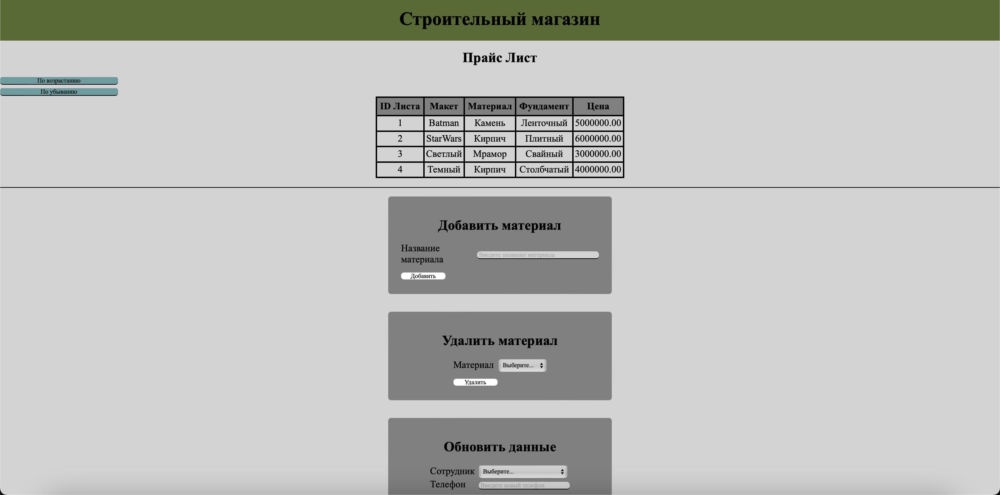 Строительный магазин
Прайс Лист
По возрастанию
По убыванию
ID Листа Макет Материал Фундамент Цена
1 Batman Камень Ленточный 5000000.00
2 StarWars Кирпич Плитный 6000000.00
3 Светлый Мрамор Свайный 3000000.00
4 Темный Кирпич Столбчатый 4000000.00
Добавить материал
Название
материала
Введите название материала
Добавить
Удалить материал
Материал Выберите...
Удалить
Обновить данные
Сотрудник Выберите...
Телефон Введите новый телефон